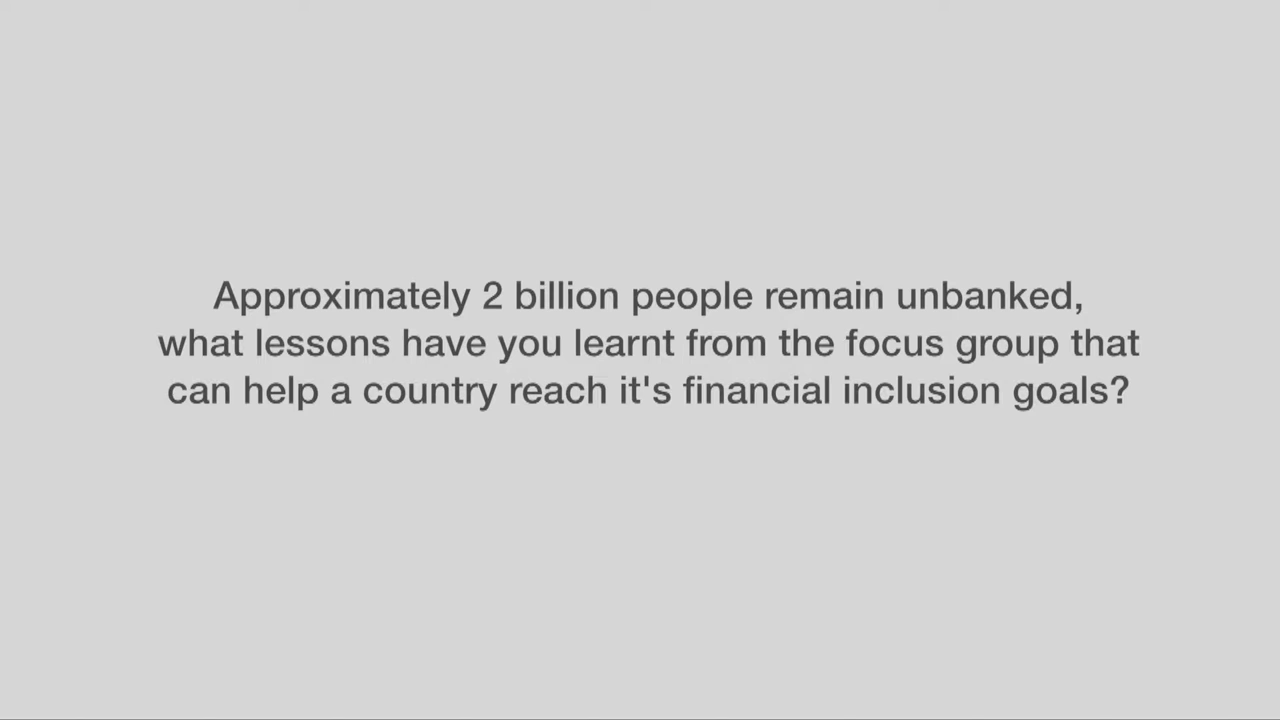 Approximately 2 billion people remain unbanked,
what lessons have you learnt from the focus group that
can help a country reach it's financial inclusion goals?